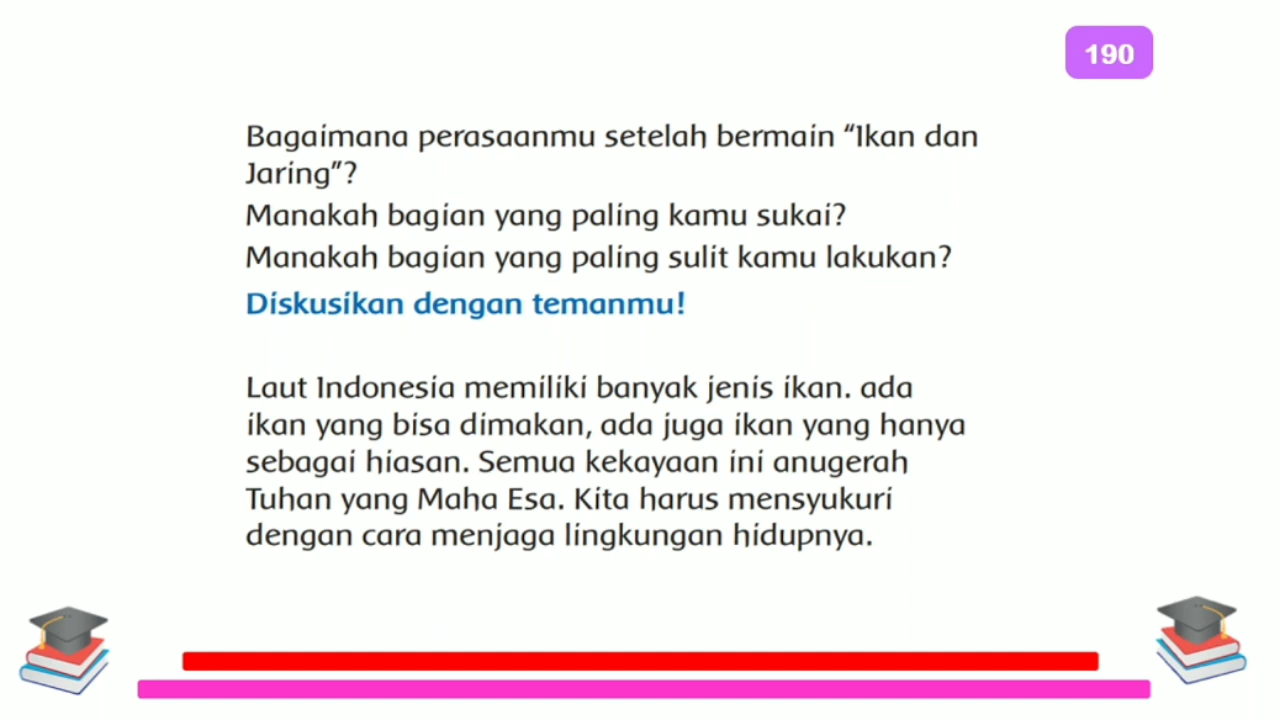 190
Bagaimana perasaanmu setelah bermain “Ikan dan
Jaring”?
Manakah bagian yang paling kamu sukai?
Manakah bagian yang paling sulit kamu lakukan?
Diskusikan dengan temanmu!
Laut Indonesia memiliki banyak jenis ikan. ada
ikan yang bisa dimakan, ada juga ikan yang hanya
sebagai hiasan. Semua kekayaan ini anugerah
Tuhan yang Maha Esa. Kita harus mensyukuri
dengan cara menjaga lingkungan hidupnya.